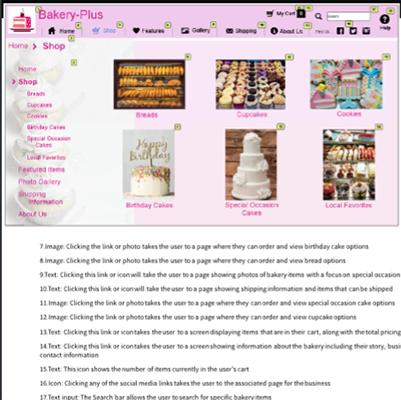 Bakery-Plus
My Cart
Search
Home
Shop
Features
Gallery
Shipping
About Us
Find Us
Help
Home > Shop
Home
Shop
Breads
Cupcakes
Cookies
Birthday Cakes
Special Occasion
Cakes
Local Favorites
Featured Items
Photo Gallery
Shipping
Information
About Us
Breads
Cupcakes
Cookies
Happy
Birthday
Birthday Cakes
Special Occasion
Cakes
Local Favorites
7.Image: Clicking the link or photo takes the user to a page where they can order and view birthday cake options
8.Image: Clicking the link or photo takes the user to a page where they can order and view bread options
9.Text: Clicking this link or icon will take the user to a page showing photos of bakery items with a focus on special occasion
10.Text: Clicking this link or icon will take the user to a page showing shipping information and items that can be shipped
11.Image: Clicking the link or photo takes the user to a page where they can order and view special occasion cake options
12.Image: Clicking the link or photo takes the user to a page where they can order and view cupcake options
13.Text: Clicking this link or icon takes the user to a screen displaying items that are in their cart, along with the total pricing
14.Text: Clicking this link or icon takes the user to a screen showing information about the bakery including their story, busi
contact information
15.Text: This icon shows the number of items currently in the user's cart
16.Icon: Clicking any of the social media links takes the user to the associated page for the business
17.Text input: The Search bar allows the user to search for specific bakery items